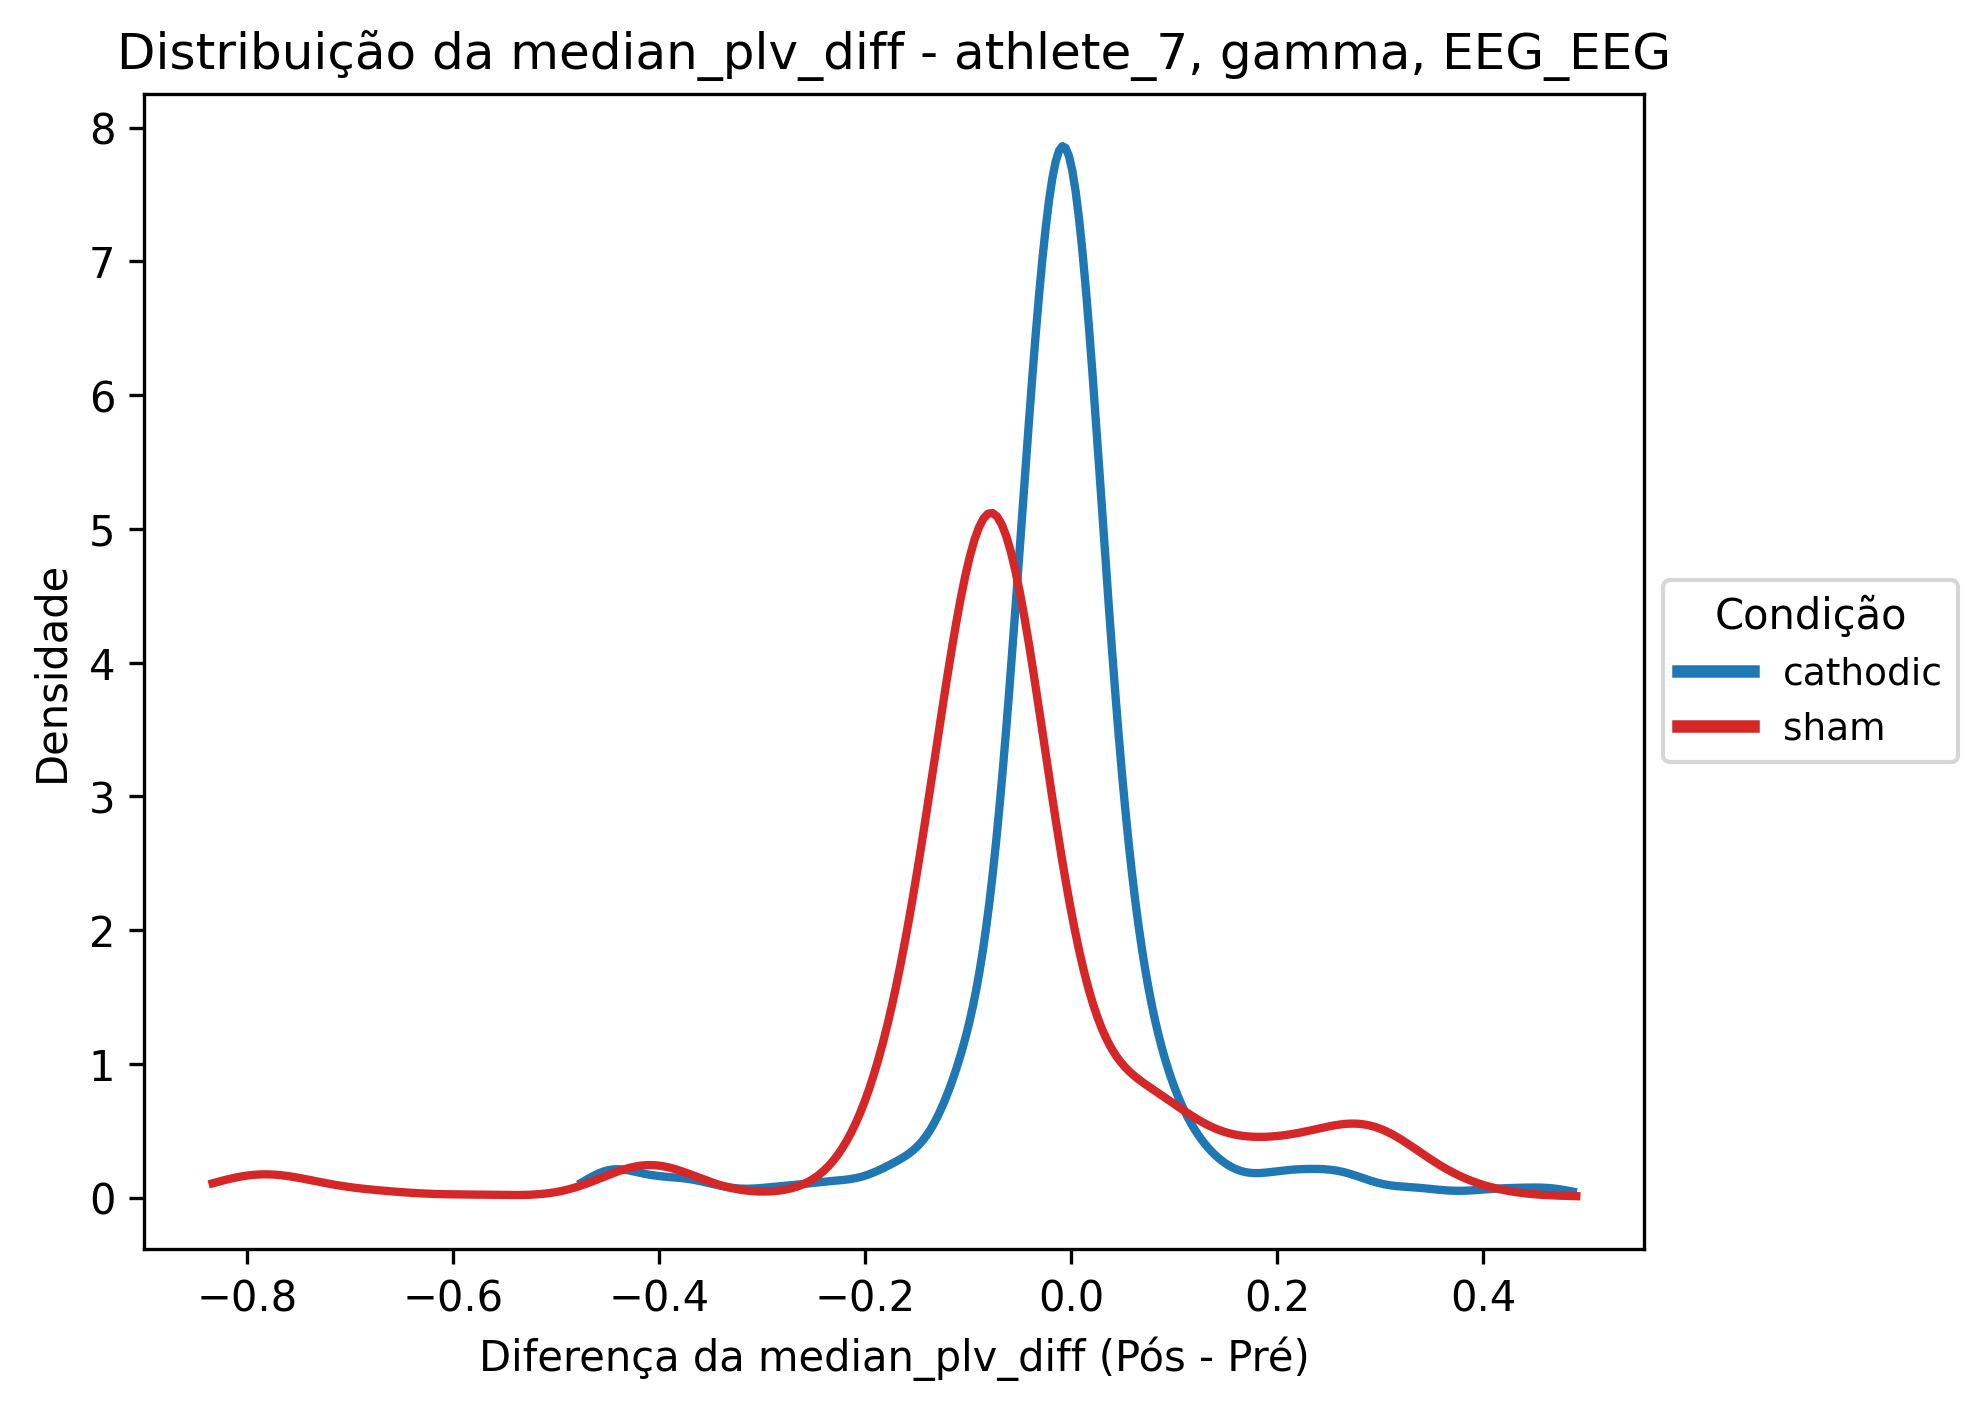 Distribuição da median_plv_diff - athlete_7, gamma, EEG_EEG
8
7
6
5
4
3
2
1
0
Densidade
−0.8 −0.6 −0.4 −0.2 0.0 0.2 0.4
Diferença da median_plv_diff (Pós - Pré)
Condição
cathodic
sham